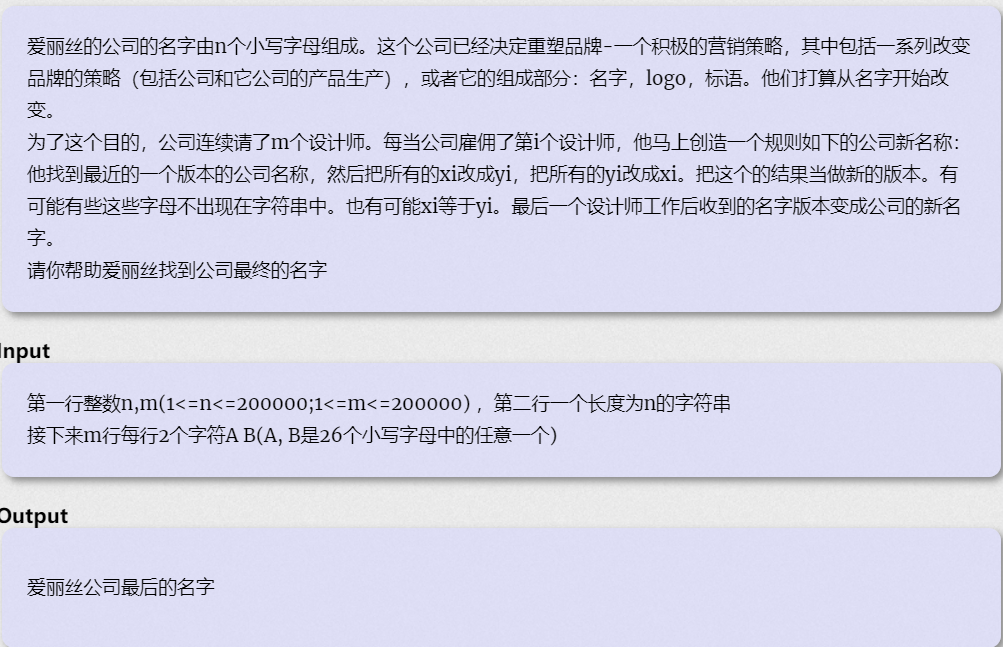 爱丽丝的公司的名字由n个小写字母组成。这个公司已经决定重塑品牌-一个积极的营销策略，其中包括一系列改变
品牌的策略（包括公司和它公司的产品生产），或者它的组成部分：名字，logo，标语。他们打算从名字开始改
变。
为了这个目的，公司连续请了m个设计师。每当公司雇佣了第i个设计师，他马上创造一个规则如下的公司新名称：
他找到最近的一个版本的公司名称，然后把所有的xi改成yi，把所有的yi改成xi。把这个的结果当做新的版本。有
可能有些这些字母不出现在字符串中。也有可能xi等于yi。最后一个设计师工作后收到的名字版本变成公司的新名
字。
请你帮助爱丽丝找到公司最终的名字
Input
第一行整数n,m(1<=n<=200000;1<=m<=200000) ，第二行一个长度为n的字符串
接下来m行每行2个字符A B(A, B是26个小写字母中的任意一个)
Output
爱丽丝公司最后的名字